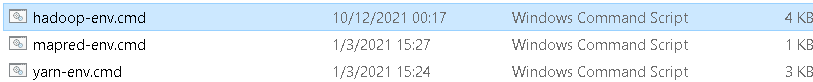 hadoop-env.cmd 10/12/2021 00:17 Windows Command Script 4 KB
mapred-env.cmd 1/3/2021 15:27 Windows Command Script 1 KB
yarn-env.cmd 1/3/2021 15:24 Windows Command Script 3 KB